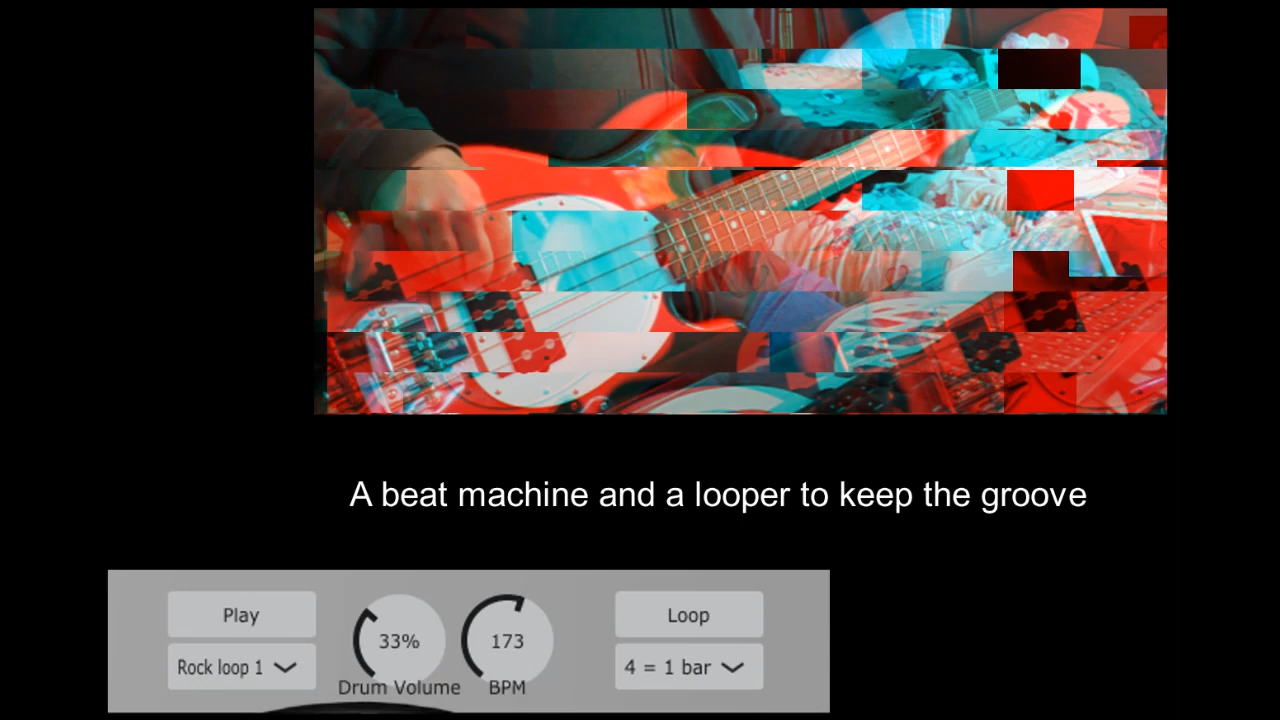 A beat machine and a looper to keep the groove
Play
Rock loop 1
33%
Drum Volume
173
BPM
Loop
4 = 1 bar